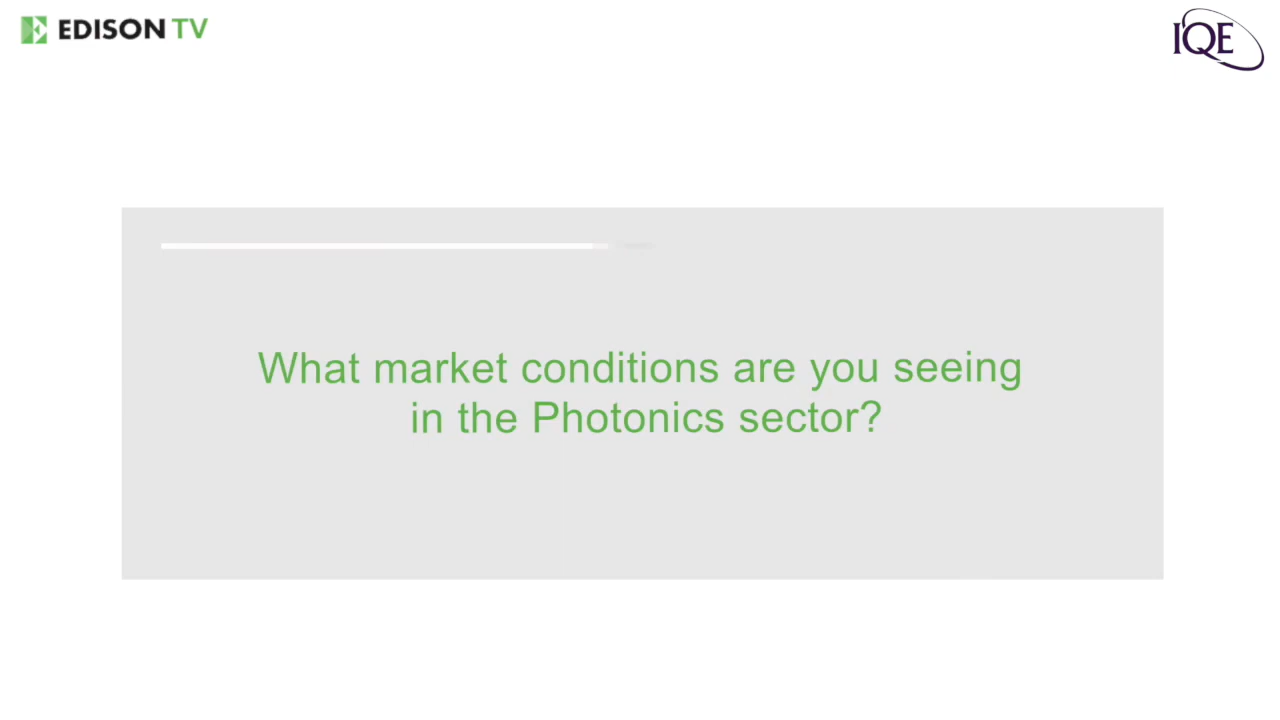 EDISON TV
IQE
What market conditions are you seeing
in the Photonics sector?